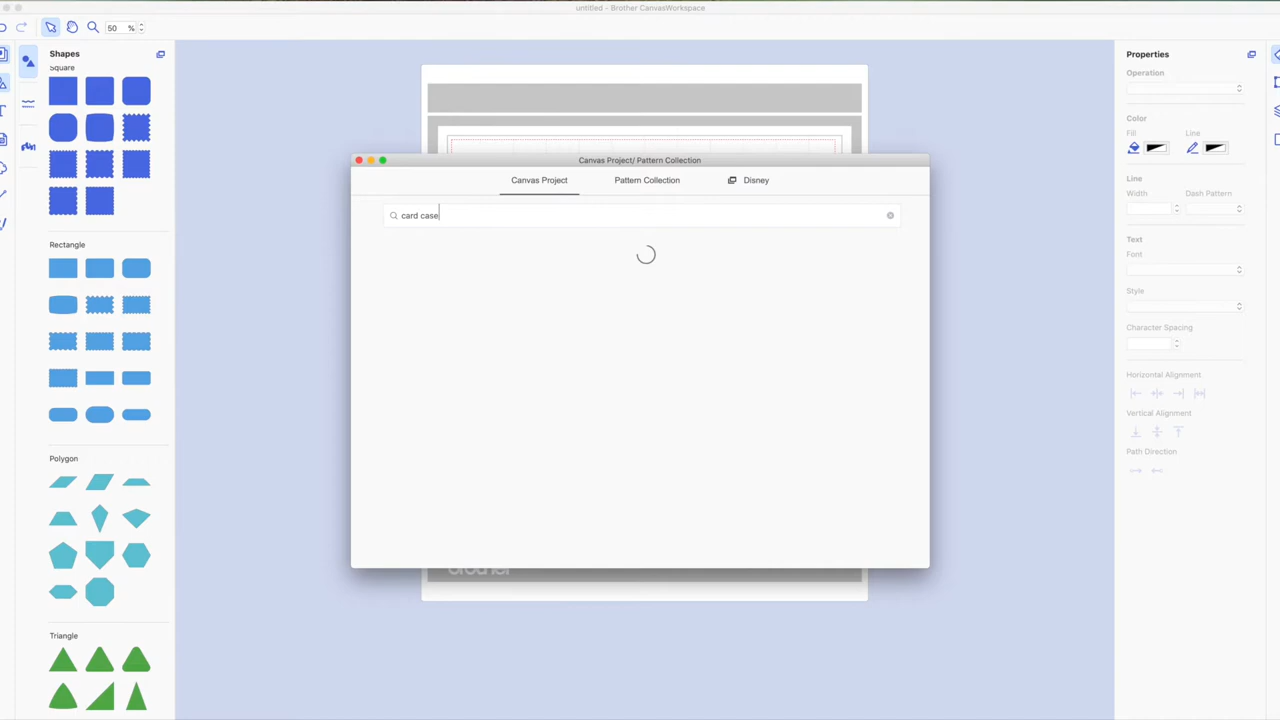 untitled - Brother CanvasWorkspace
50 %
Shapes
Square
Rectangle
Polygon
Triangle
Canvas Project/ Pattern Collection
Canvas Project
Pattern Collection
Disney
card case
brother
Properties
Operation
Color
Fill
Line
Line
Width
Dash Pattern
Text
Font
Style
Character Spacing
Horizontal Alignment
Vertical Alignment
Path Direction